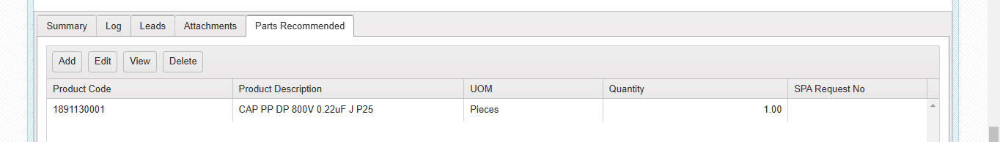 Summary Log Leads Attachments Parts Recommended
Add Edit View Delete
Product Code Product Description UOM Quantity SPA Request No
1891130001 CAP PP DP 800V 0.22uF J P25 Pieces 1.00